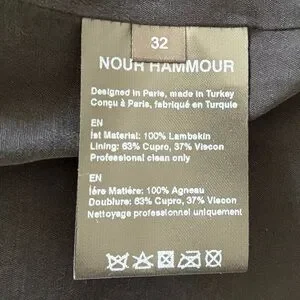 32
NOUR HAMMOUR
Designed in Paris, made in Turkey
Conçu à Paris, fabriqué en Turquie
EN
Ist Material: 100% Lambskin
Lining: 63% Cupro, 37% Viscon
Professional clean only
EN
Iére Matière: 100% Agneau
Doublure: 63% Cupro, 37% Viscon
Nettoyage professionnel uniquement